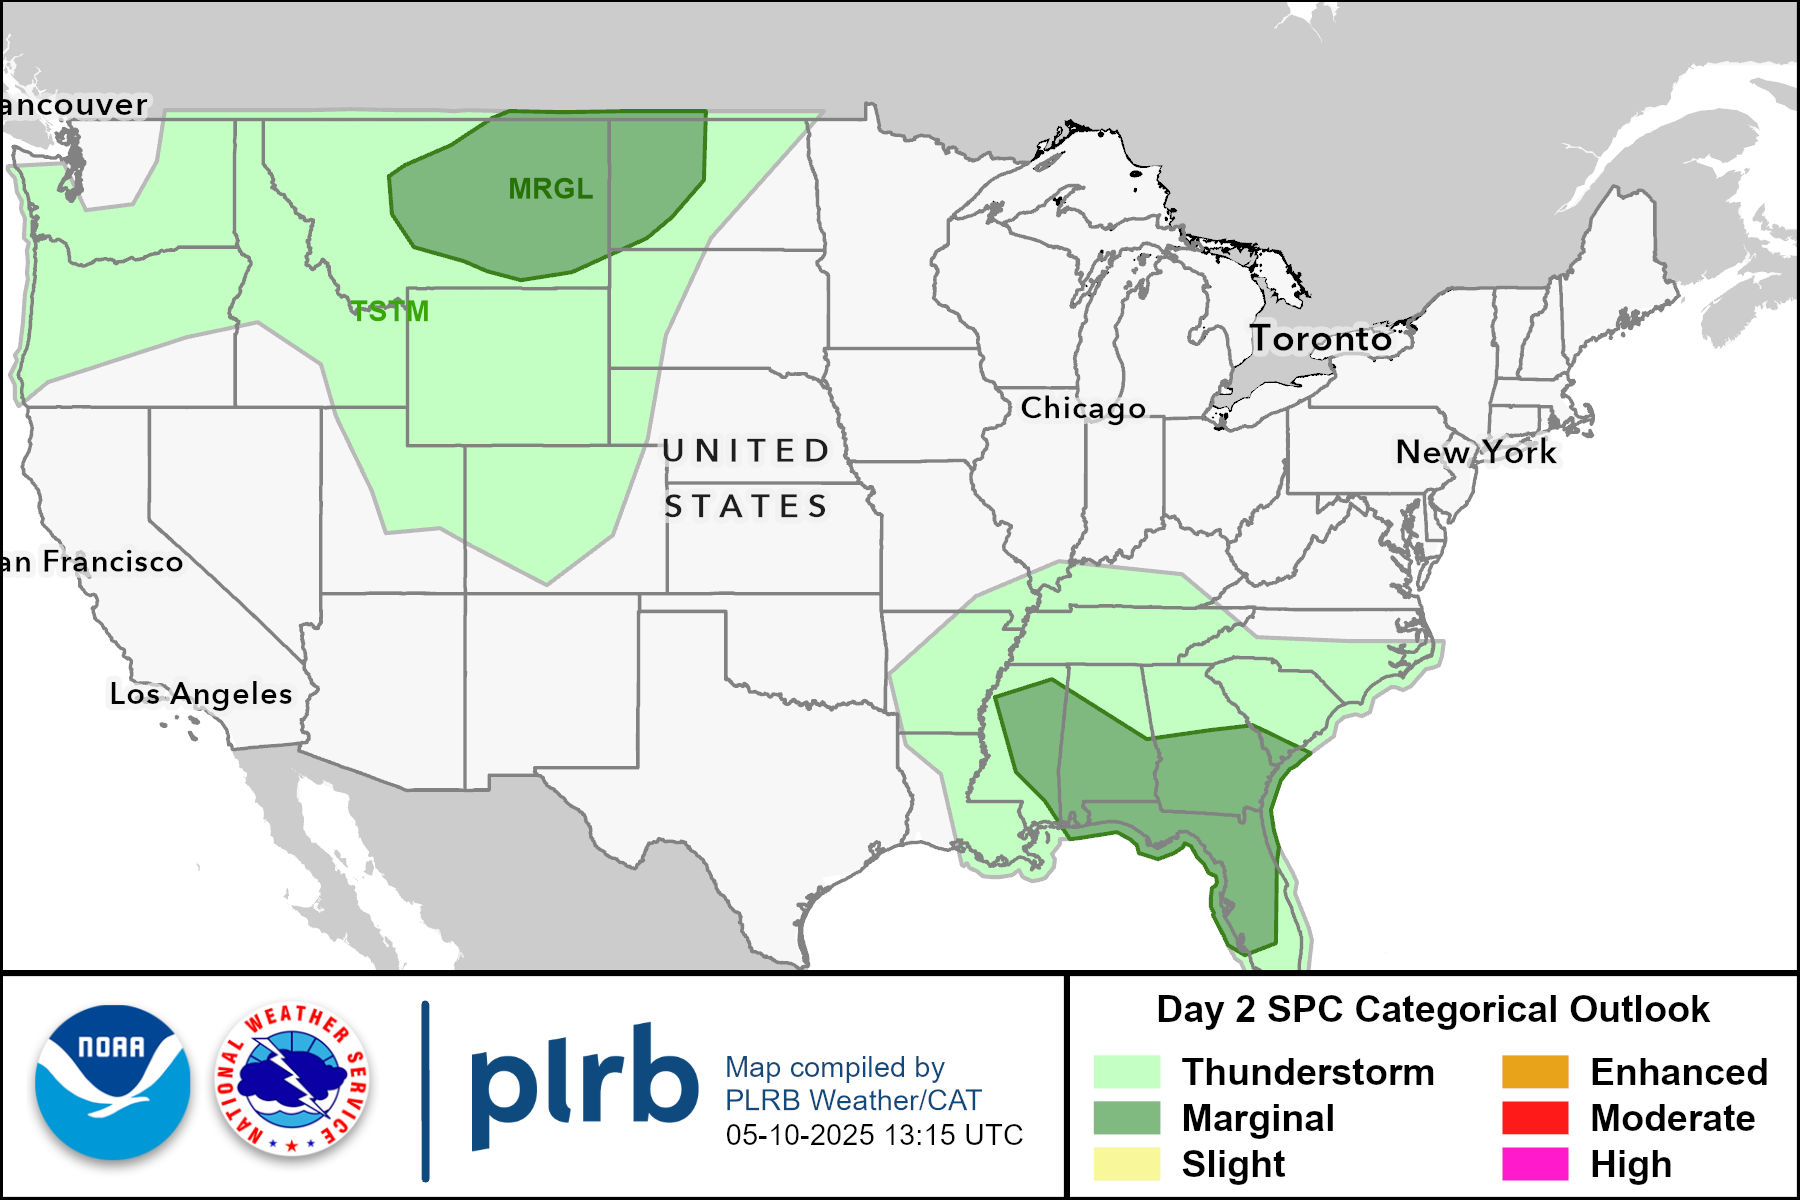 ancouver
MRGL
TSTM
Toronto
Chicago
UNITED
New York
STATES
an Francisco
Los Angeles
NOAA
NATIONAL WEATHER SERVICE
plrb
Map compiled by
PLRB Weather/CAT
05-10-2025 13:15 UTC
Day 2 SPC Categorical Outlook
Thunderstorm
Enhanced
Marginal
Moderate
Slight
High